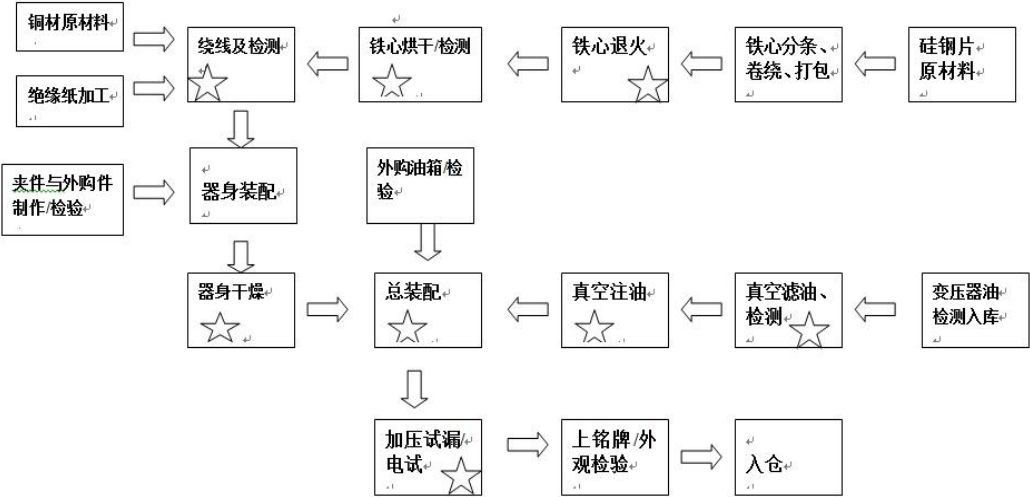 铜材原材料
绝缘纸加工
绕线及检测
铁心烘干/检测
铁心退火
铁心分条、
卷绕、打包
硅钢片
原材料
夹件与外购件
制作/检验
器身装配
外购油箱/检
验
器身干燥
总装配
真空注油
真空滤油、
检测
变压器油
检测入库
加压试漏/
电试
上铭牌/外
观检验
入仓